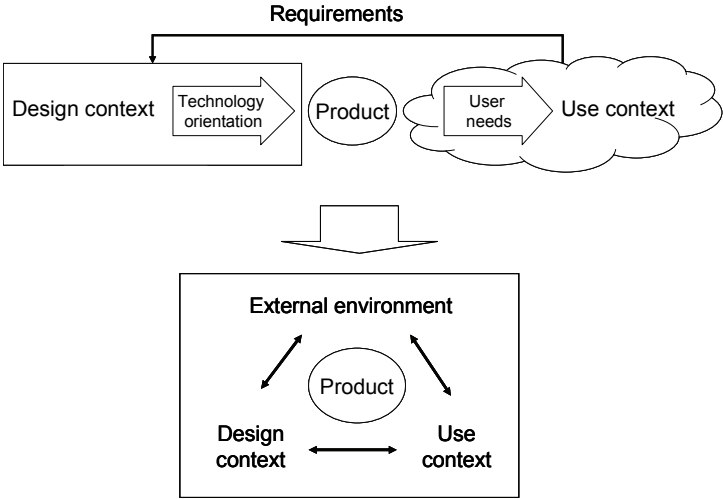 Requirements
Design context
Technology
orientation
Product
User
needs
Use context
External environment
Product
Design
context
Use
context